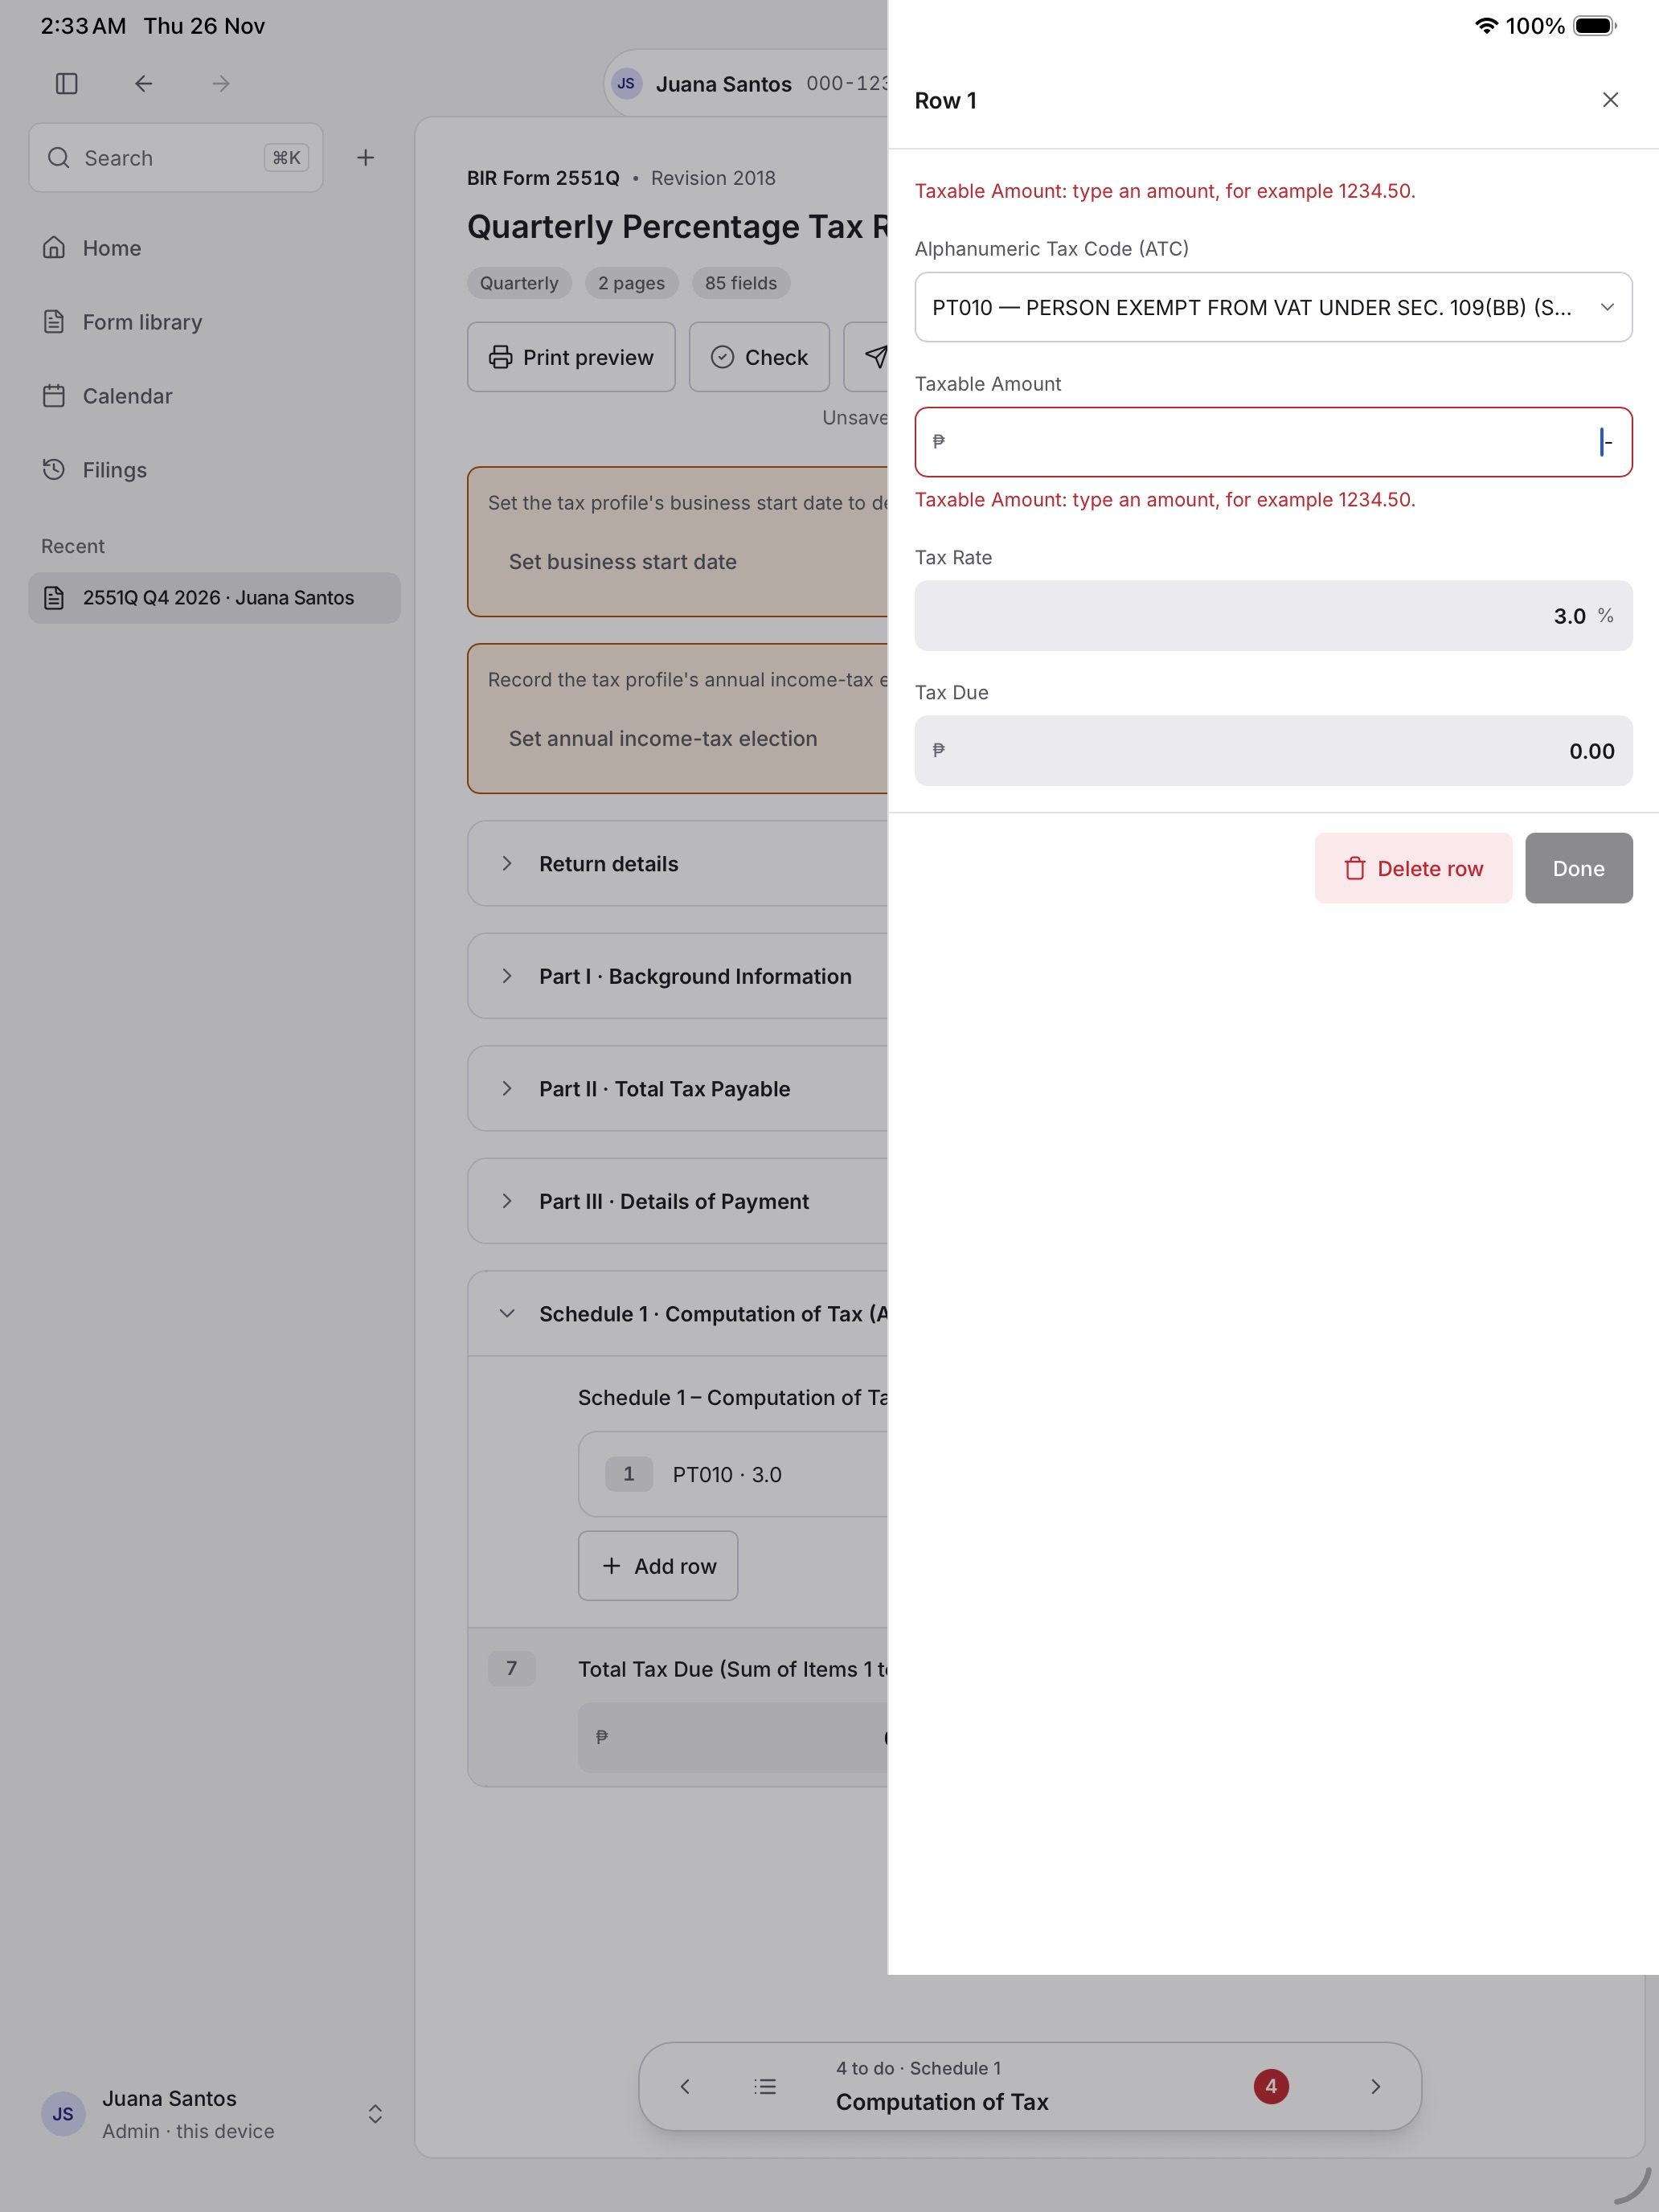 2:33 AM Thu 26 Nov
100%
JS Juana Santos 000-123
Search ⌘K
Home
Form library
Calendar
Filings
Recent
2551Q Q4 2026 · Juana Santos
BIR Form 2551Q • Revision 2018
Quarterly Percentage Tax R
Quarterly 2 pages 85 fields
Print preview Check
Unsave
Set the tax profile's business start date to de
Set business start date
Record the tax profile's annual income-tax e
Set annual income-tax election
Return details
Part I · Background Information
Part II · Total Tax Payable
Part III · Details of Payment
Schedule 1 · Computation of Tax (A
Schedule 1 – Computation of Ta
1 PT010 · 3.0
Add row
7 Total Tax Due (Sum of Items 1 t
₱
Row 1
Taxable Amount: type an amount, for example 1234.50.
Alphanumeric Tax Code (ATC)
PT010 — PERSON EXEMPT FROM VAT UNDER SEC. 109(BB) (S...
Taxable Amount
₱ -
Taxable Amount: type an amount, for example 1234.50.
Tax Rate
3.0 %
Tax Due
₱ 0.00
Delete row Done
4 to do · Schedule 1
Computation of Tax
4
JS Juana Santos
Admin · this device